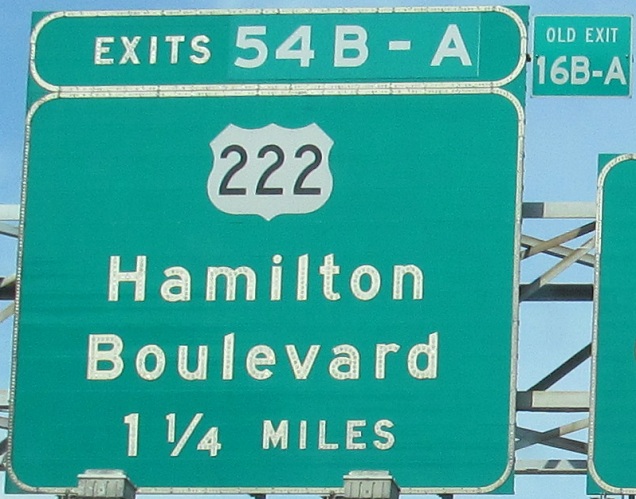 EXITS 54B-A
OLD EXIT
16B-A
222
Hamilton
Boulevard
1 1/4 MILES